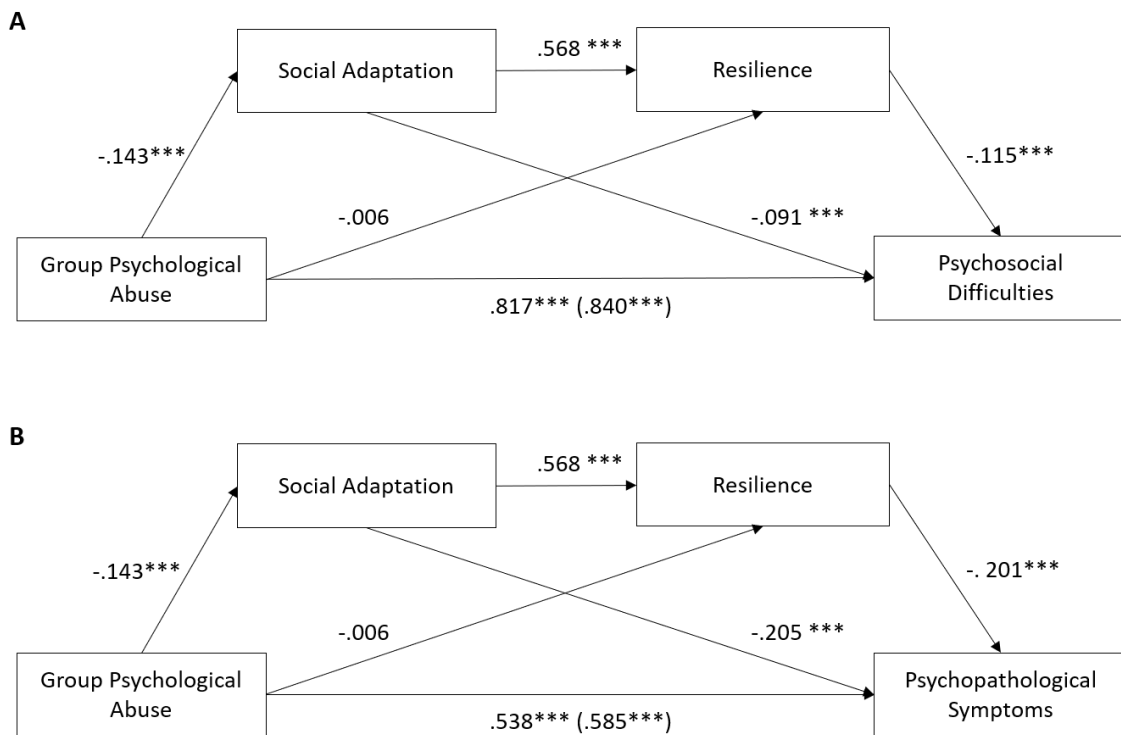 A
Social Adaptation
.568 ***
Resilience
-.143***
-.115***
-.006
-.091 ***
Group Psychological
Abuse
Psychosocial
Difficulties
.817*** (.840***)
B
Social Adaptation
.568 ***
Resilience
-.143***
-. 201***
-.006
-.205 ***
Group Psychological
Abuse
Psychopathological
Symptoms
.538*** (.585***)